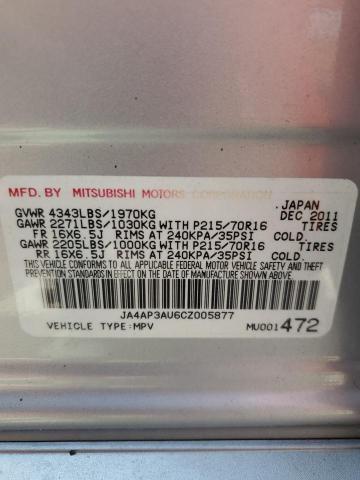 MFD. BY MITSUBISHI MOTORS CORPORATION JAPAN
GVWR 4343LBS/1970KG DEC 2011
GAWR 2271LBS/1030KG WITH P215/70R16 TIRES
FR 16X6.5J RIMS AT 240KPA/35PSI COLD.
GAWR 2205LBS/1000KG WITH P215/70R16 TIRES
RR 16X6.5J RIMS AT 240KPA/35PSI COLD.
THIS VEHICLE CONFORMS TO ALL APPLICABLE FEDERAL MOTOR VEHICLE SAFETY AND THEFT
PREVENTION STANDARDS IN EFFECT ON THE DATE OF MANUFACTURE SHOWN ABOVE.
JA4AP3AU6CZ005877
VEHICLE TYPE:MPV MU001472